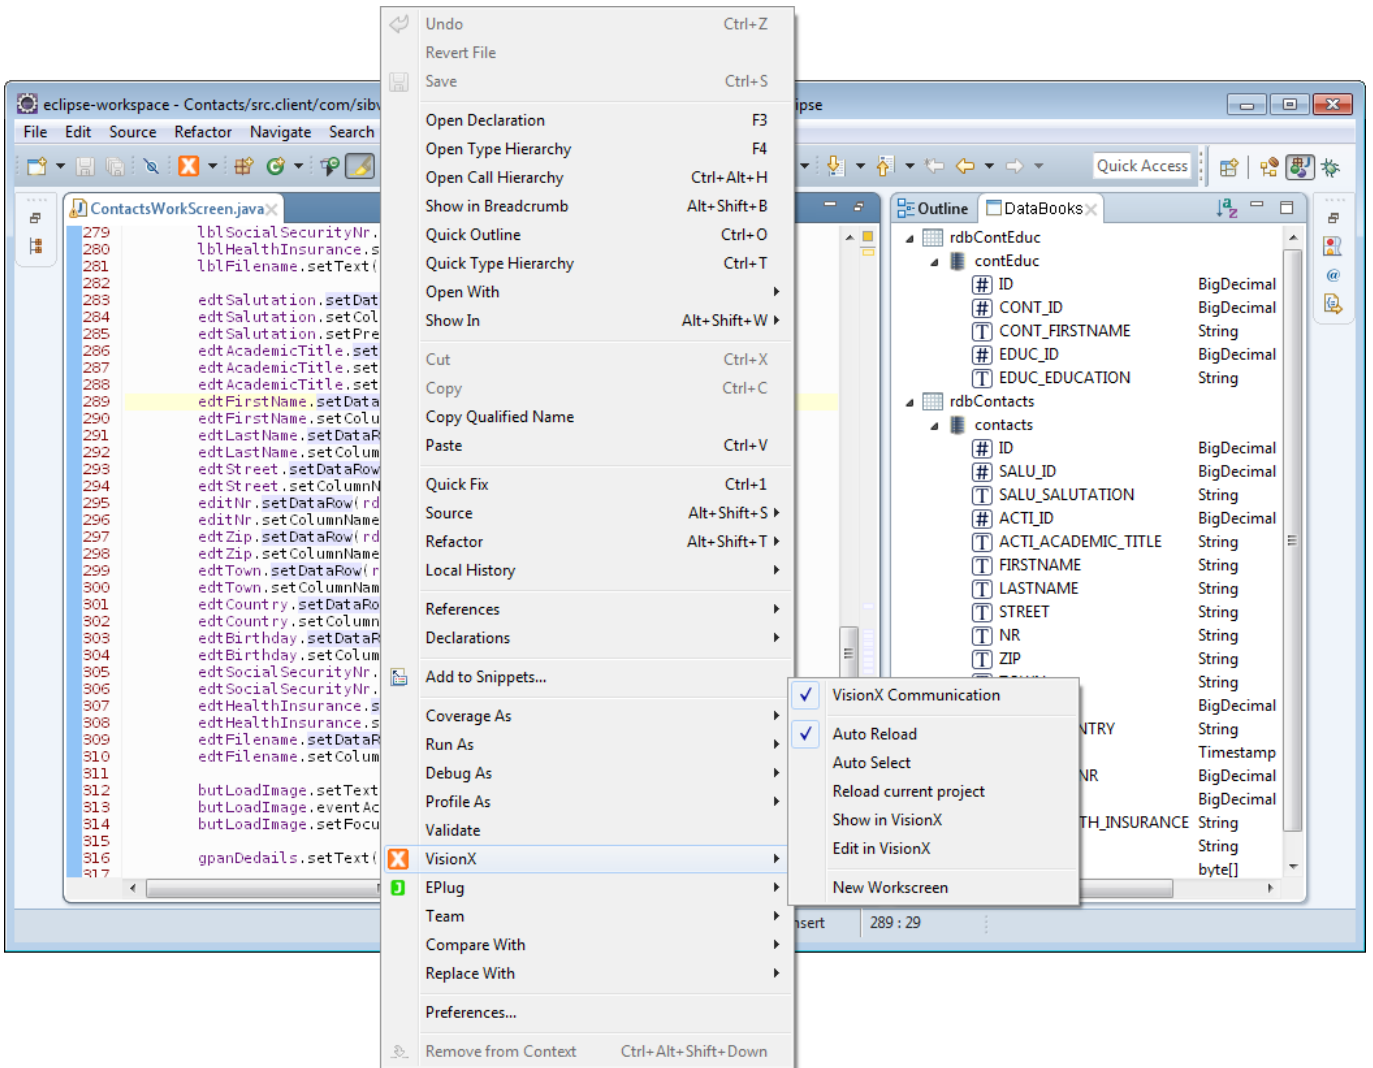 eclipse-workspace - Contacts/src.client/com/sibv
ipse
File Edit Source Refactor Navigate Search
Quick Access
ContactsWorkScreen.java
279 lblSocialSecurityNr.
280 lblHealthInsurance.s
281 lblFilename.setText(
282
283 edtSalutation.setDat
284 edtSalutation.setCol
285 edtSalutation.setPre
286 edtAcademicTitle.set
287 edtAcademicTitle.set
288 edtAcademicTitle.set
289 edtFirstName.setData
290 edtFirstName.setColu
291 edtLastName.setDataR
292 edtLastName.setColum
293 edtStreet.setDataRow
294 edtStreet.setColumnN
295 editNr.setDataRow(rd
296 editNr.setColumnName
297 edtZip.setDataRow(rd
298 edtZip.setColumnName
299 edtTown.setDataRow(r
300 edtTown.setColumnNam
301 edtCountry.setDataRo
302 edtCountry.setColumn
303 edtBirthday.setDataR
304 edtBirthday.setColum
305 edtSocialSecurityNr.
306 edtSocialSecurityNr.
307 edtHealthInsurance.s
308 edtHealthInsurance.s
309 edtFilename.setDataR
310 edtFilename.setColum
311
312 butLoadImage.setText
313 butLoadImage.eventAc
314 butLoadImage.setFocu
315
316 gpanDedails.setText(
317
Undo Ctrl+Z
Revert File
Save Ctrl+S
Open Declaration F3
Open Type Hierarchy F4
Open Call Hierarchy Ctrl+Alt+H
Show in Breadcrumb Alt+Shift+B
Quick Outline Ctrl+O
Quick Type Hierarchy Ctrl+T
Open With
Show In Alt+Shift+W
Cut Ctrl+X
Copy Ctrl+C
Copy Qualified Name
Paste Ctrl+V
Quick Fix Ctrl+1
Source Alt+Shift+S
Refactor Alt+Shift+T
Local History
References
Declarations
Add to Snippets...
Coverage As
Run As
Debug As
Profile As
Validate
VisionX
EPlug
Team
Compare With
Replace With
Preferences...
Remove from Context Ctrl+Alt+Shift+Down
VisionX Communication
Auto Reload
Auto Select
Reload current project
Show in VisionX
Edit in VisionX
New Workscreen
Outline DataBooks
rdbContEduc
contEduc
ID BigDecimal
CONT_ID BigDecimal
CONT_FIRSTNAME String
EDUC_ID BigDecimal
EDUC_EDUCATION String
rdbContacts
contacts
ID BigDecimal
SALU_ID BigDecimal
SALU_SALUTATION String
ACTI_ID BigDecimal
ACTI_ACADEMIC_TITLE String
FIRSTNAME String
LASTNAME String
STREET String
NR String
ZIP String
String
BigDecimal
NTRY String
Timestamp
NR BigDecimal
BigDecimal
TH_INSURANCE String
String
byte[]
nsert 289 : 29